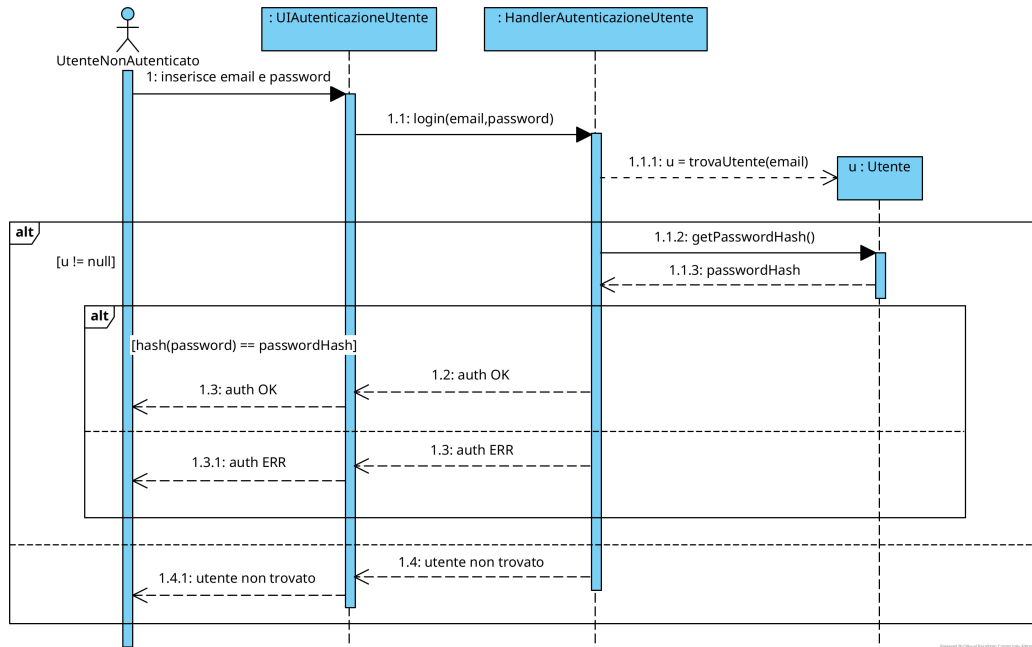 : UIAutenticazioneUtente
: HandlerAutenticazioneUtente
UtenteNonAutenticato
1: inserisce email e password
1.1: login(email,password)
1.1.1: u = trovaUtente(email)
u : Utente
alt
1.1.2: getPasswordHash()
[u != null]
1.1.3: passwordHash
alt
[hash(password) == passwordHash]
1.2: auth OK
1.3: auth OK
1.3: auth ERR
1.3.1: auth ERR
1.4: utente non trovato
1.4.1: utente non trovato